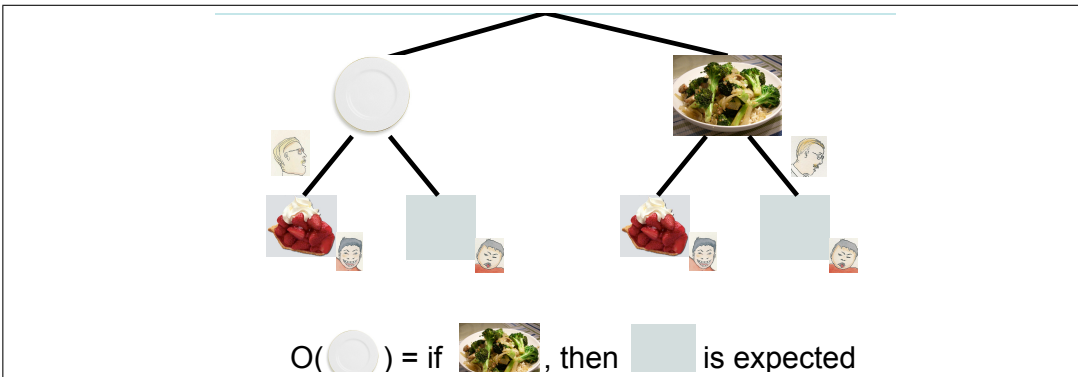 O( ) = if , then is expected